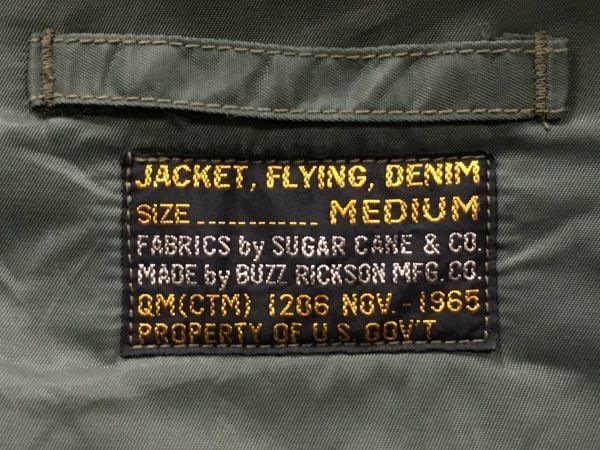 JACKET, FLYING, DENIM
SIZE ............ MEDIUM
FABRICS by SUGAR CANE & CO.
MADE by BUZZ RICKSON MFG. CO.
QM(CTM) 1206 NOV.-1965
PROPERTY OF U.S. GOV'T